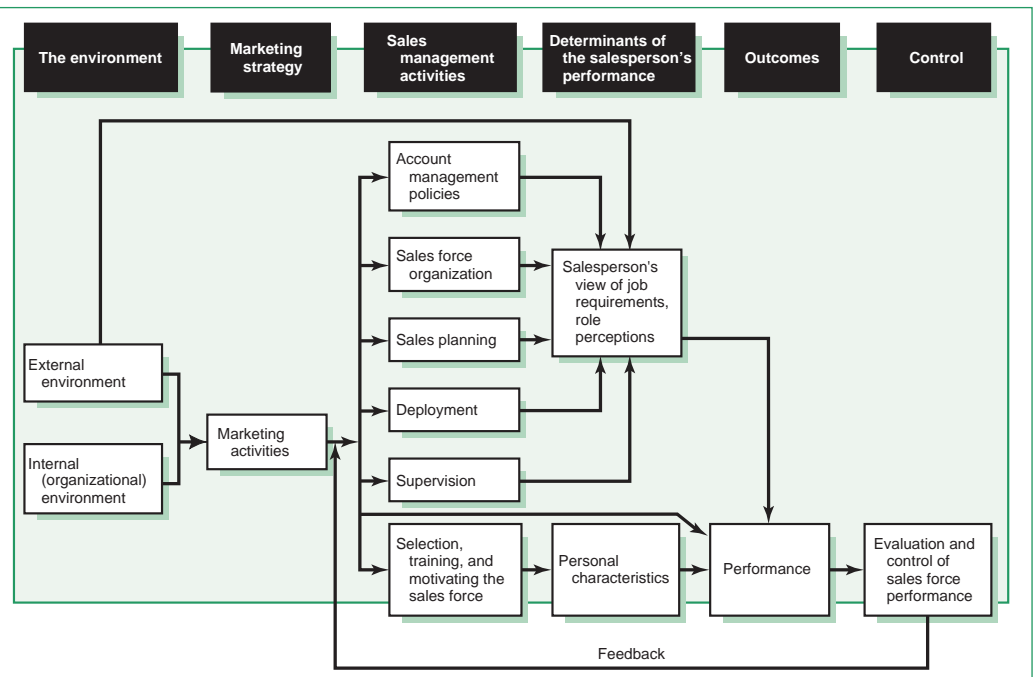 The environment
Marketing
strategy
Sales
management
activities
Determinants of
the salesperson's
performance
Outcomes
Control
Account
management
policies
Sales force
organization
Sales planning
Deployment
Supervision
Selection,
training, and
motivating the
sales force
External
environment
Internal
(organizational)
environment
Marketing
activities
Salesperson's
view of job
requirements,
role
perceptions
Personal
characteristics
Performance
Evaluation and
control of
sales force
performance
Feedback